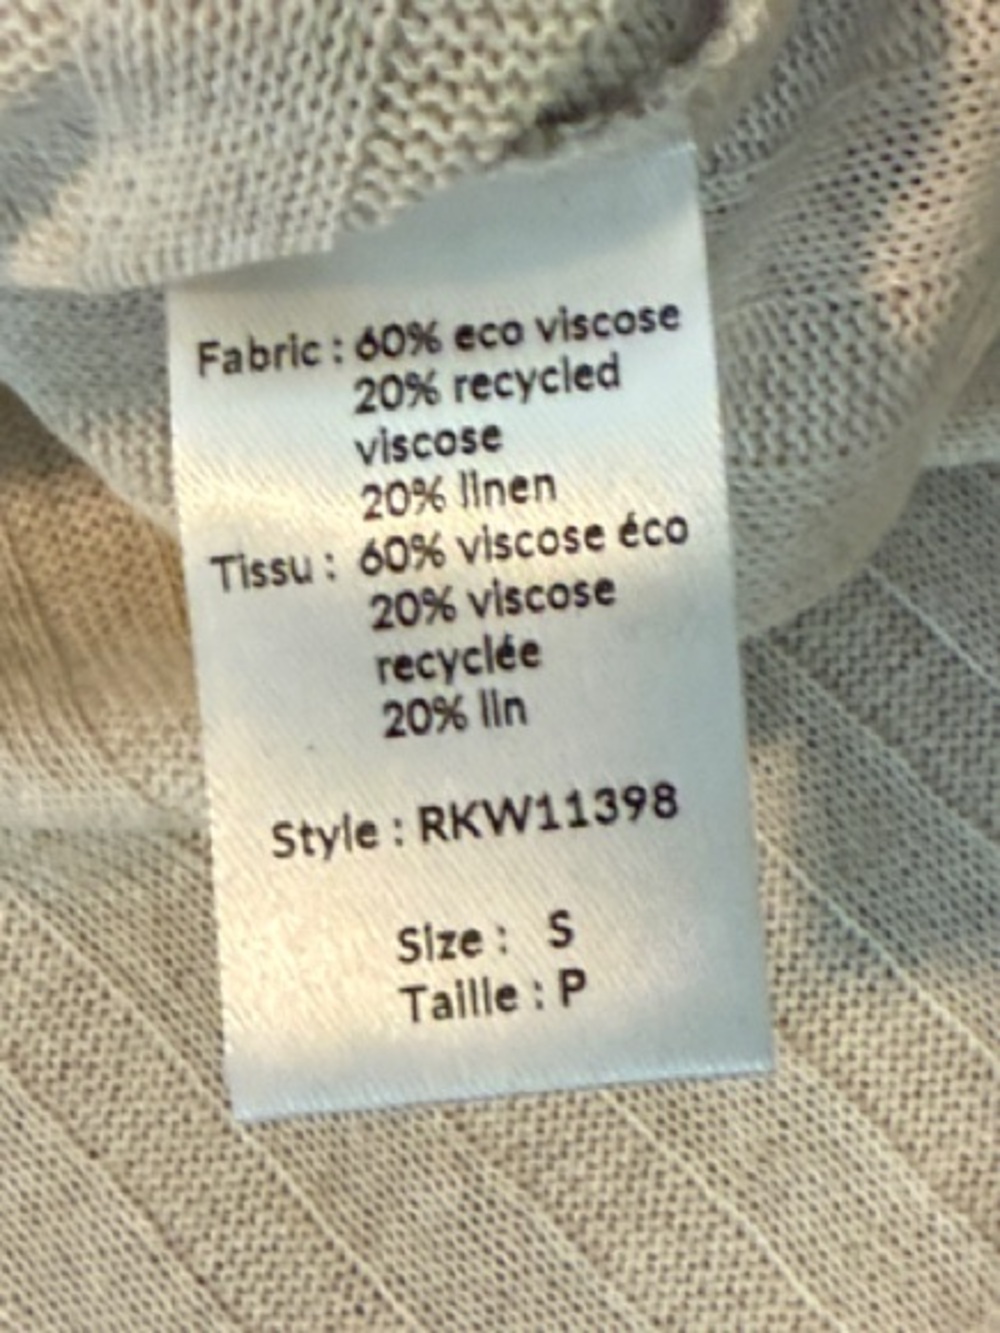 Fabric : 60% eco viscose
20% recycled
viscose
20% linen
Tissu : 60% viscose éco
20% viscose
recyclée
20% lin
Style : RKW11398
Size : S
Taille : P